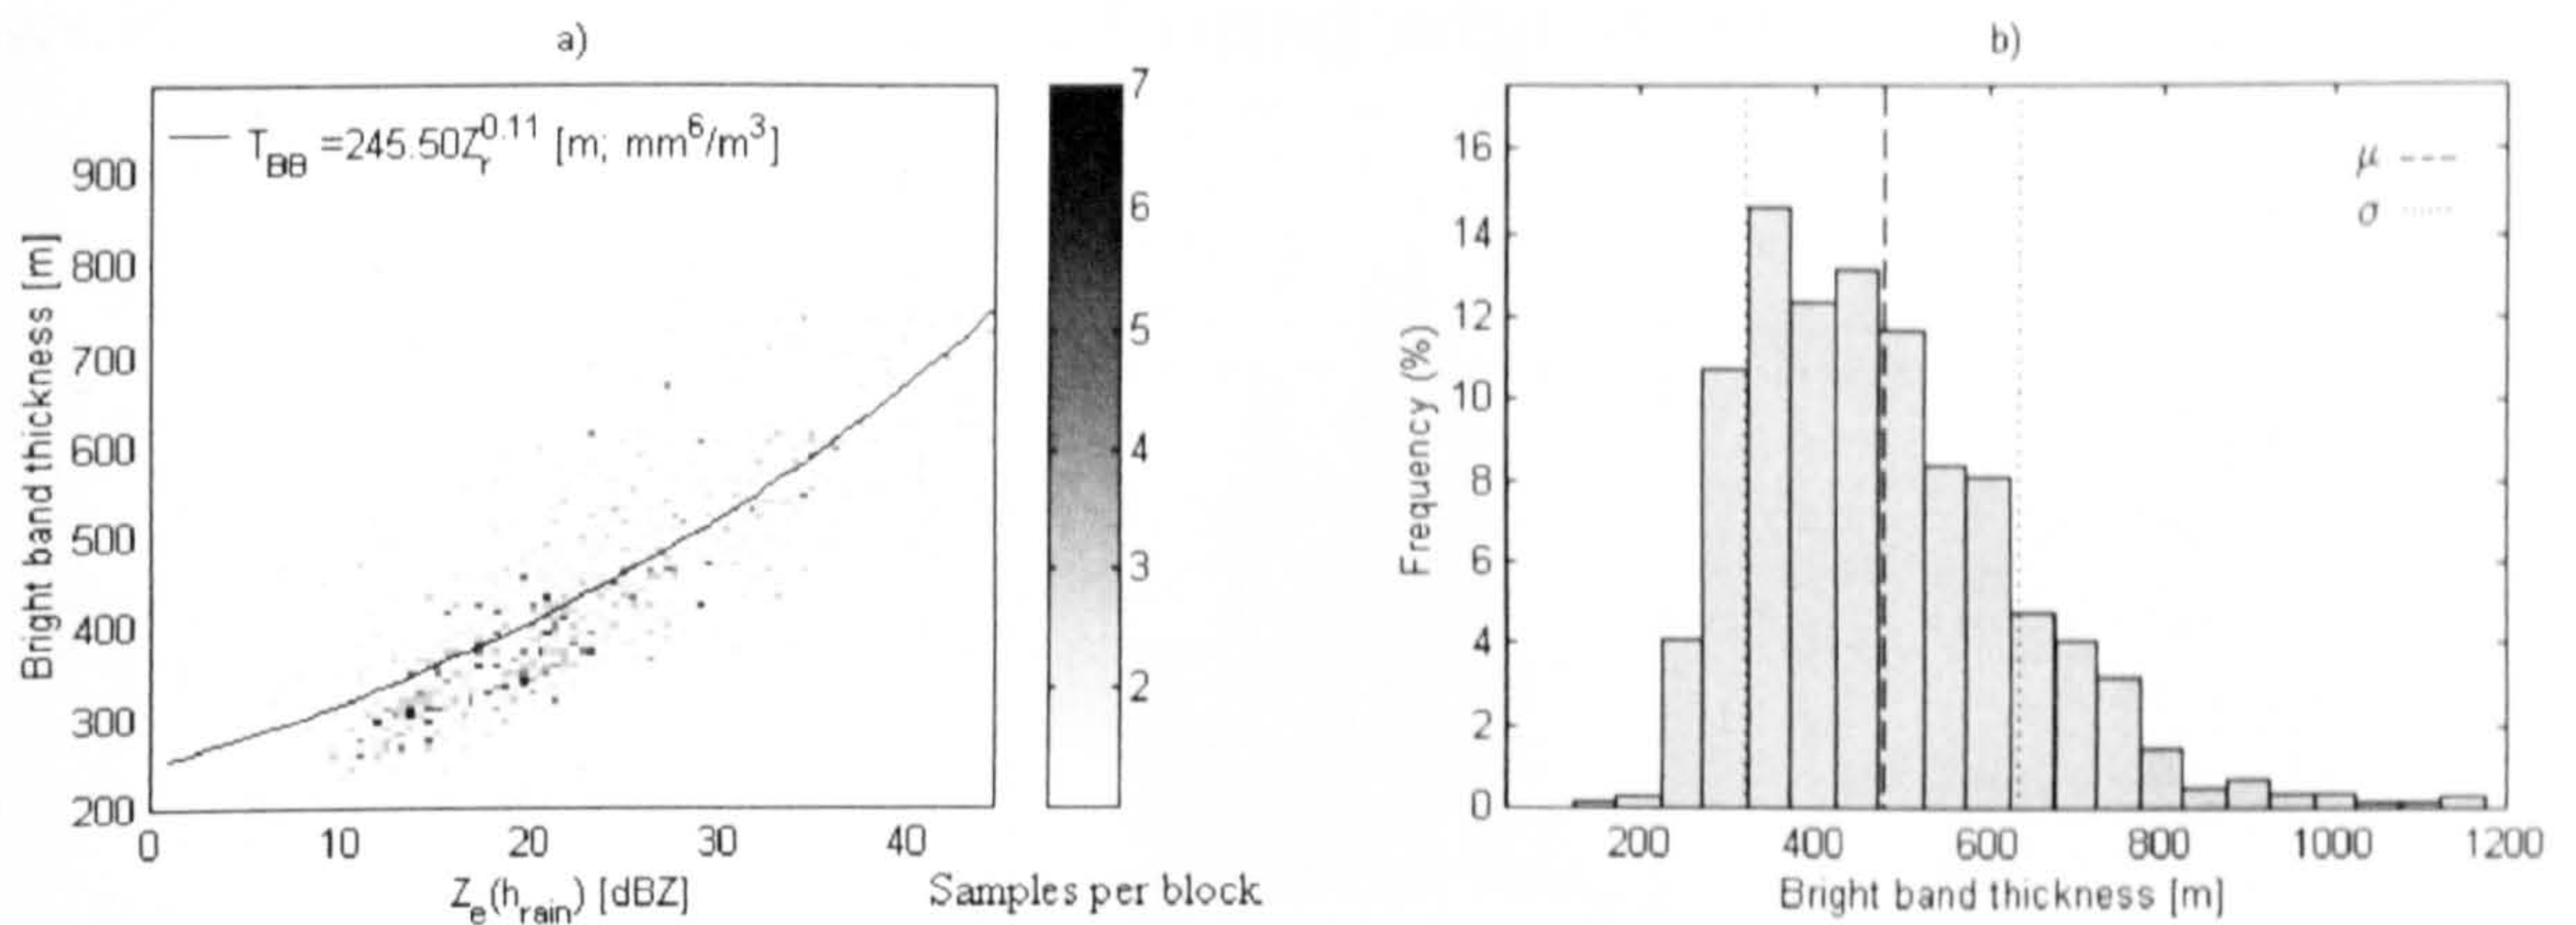 a)
T_BB =245.50Z_r^0.11 [m; mm^6/m^3]
900
800
700
600
500
400
300
200
Bright band thickness [m]
0 10 20 30 40
Z_e(h_rain) [dBZ]
7
6
5
4
3
2
Samples per block
b)
μ
σ
16
14
12
10
8
6
4
2
0
Frequency (%)
200 400 600 800 1000 1200
Bright band thickness [m]